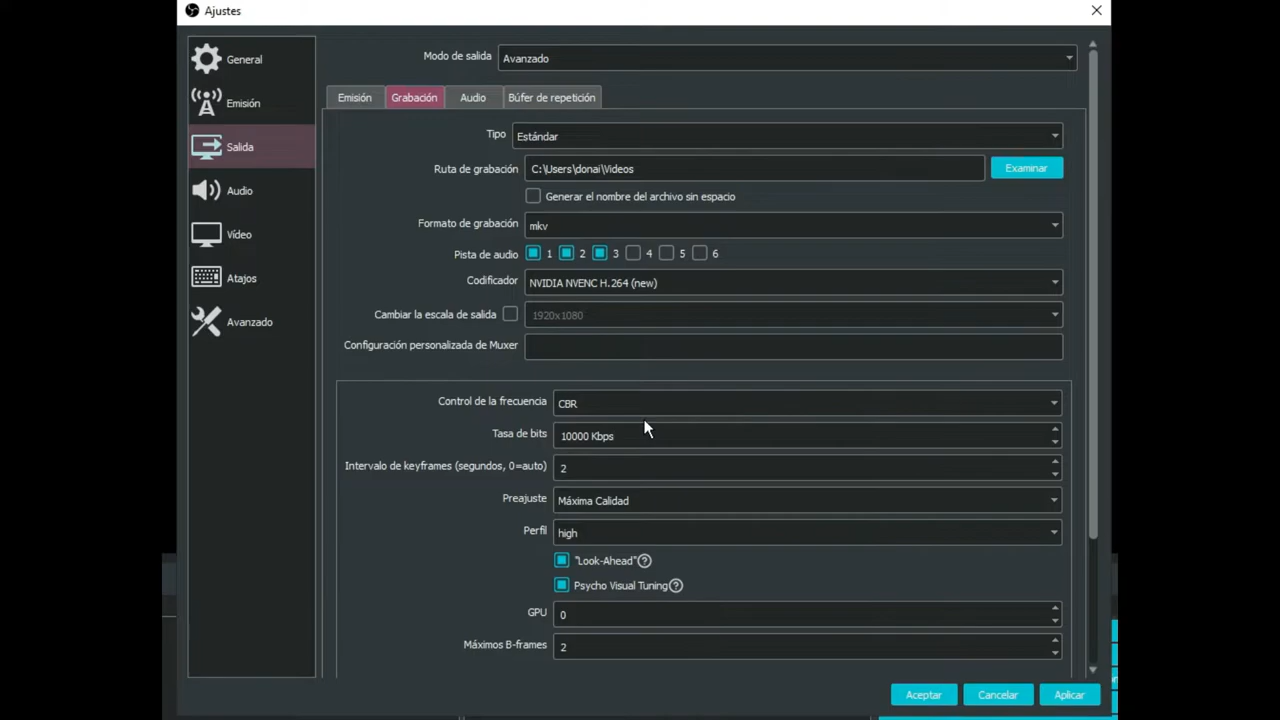 Ajustes
General
Emisión
Salida
Audio
Vídeo
Atajos
Avanzado
Modo de salida Avanzado
Emisión Grabación Audio Búfer de repetición
Tipo Estándar
Ruta de grabación C:\Users\donai\Videos Examinar
Generar el nombre del archivo sin espacio
Formato de grabación mkv
Pista de audio 1 2 3 4 5 6
Codificador NVIDIA NVENC H.264 (new)
Cambiar la escala de salida 1920x1080
Configuración personalizada de Muxer
Control de la frecuencia CBR
Tasa de bits 10000 Kbps
Intervalo de keyframes (segundos, 0=auto) 2
Preajuste Máxima Calidad
Perfil high
"Look-Ahead" ?
Psycho Visual Tuning ?
GPU 0
Máximos B-frames 2
Aceptar Cancelar Aplicar